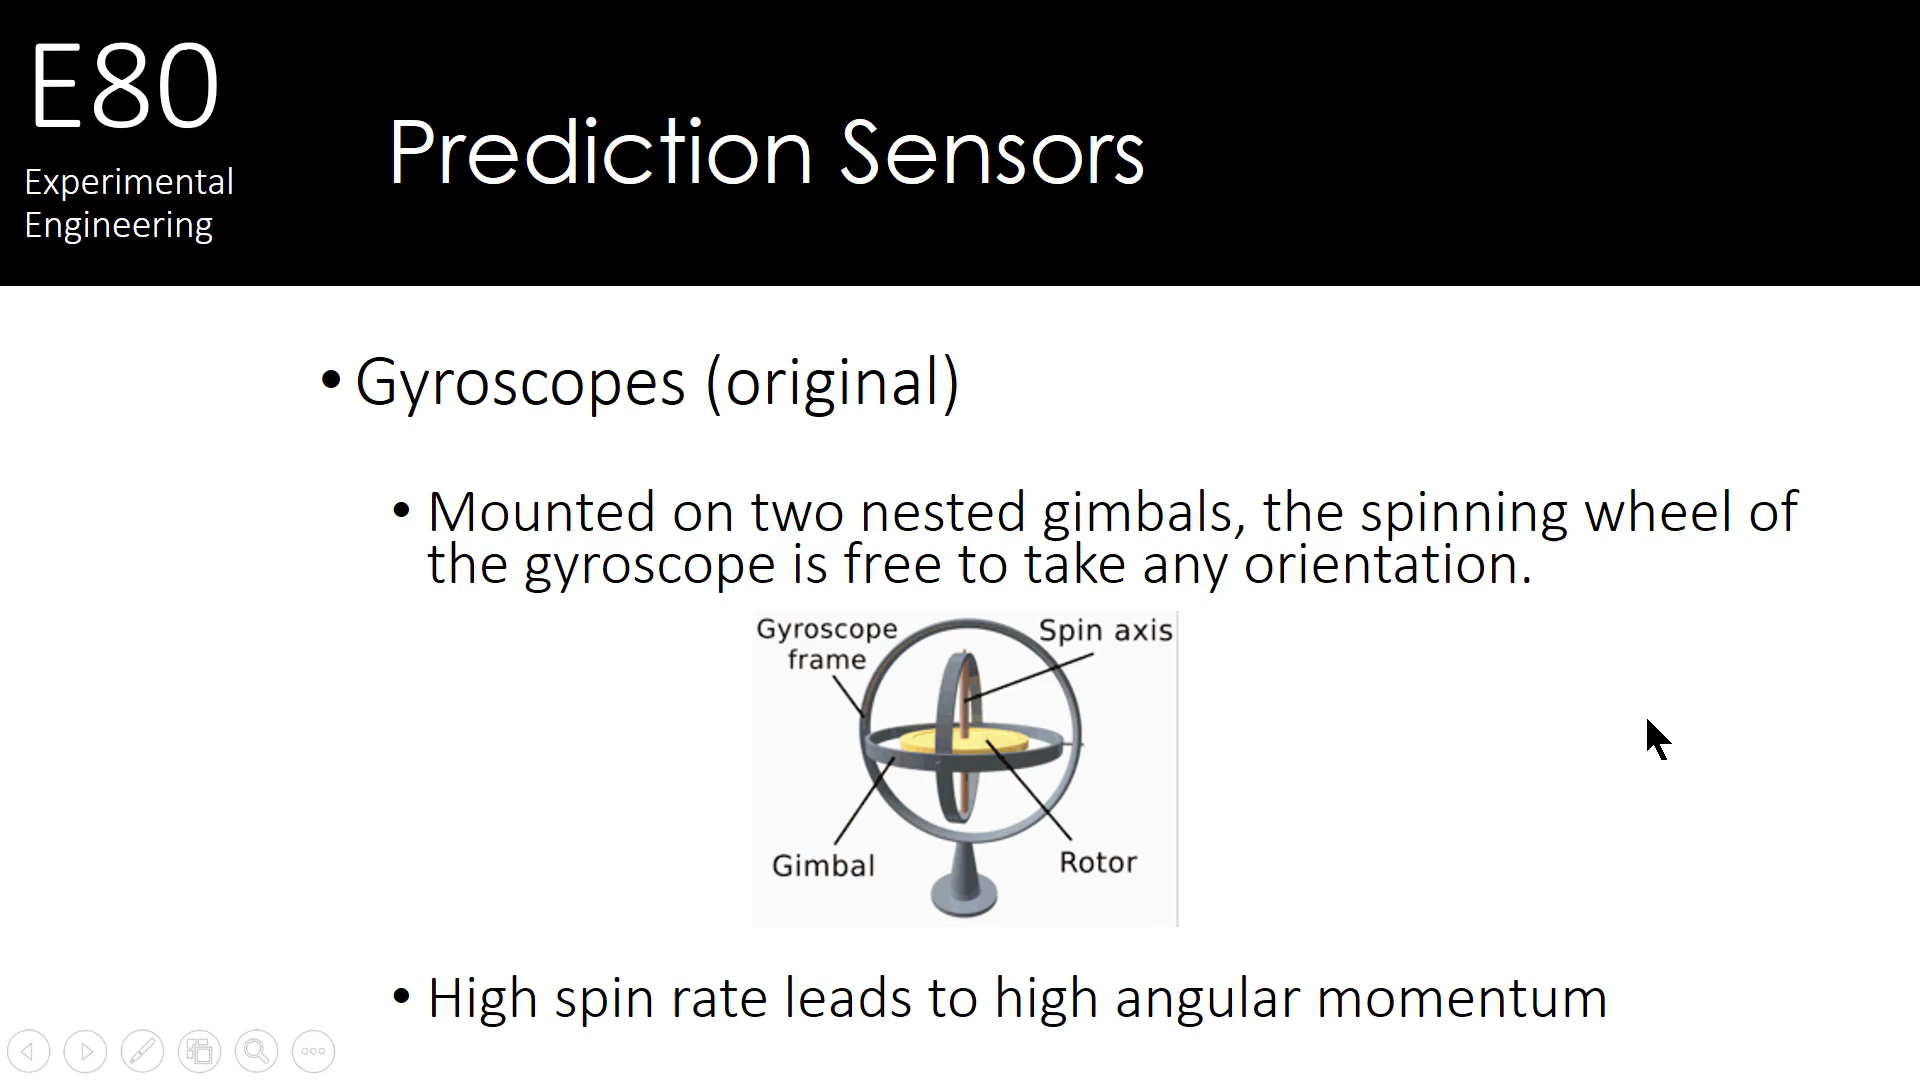 E80
Experimental
Engineering
Prediction Sensors
• Gyroscopes (original)
• Mounted on two nested gimbals, the spinning wheel of
the gyroscope is free to take any orientation.
Gyroscope
frame
Spin axis
Gimbal
Rotor
• High spin rate leads to high angular momentum